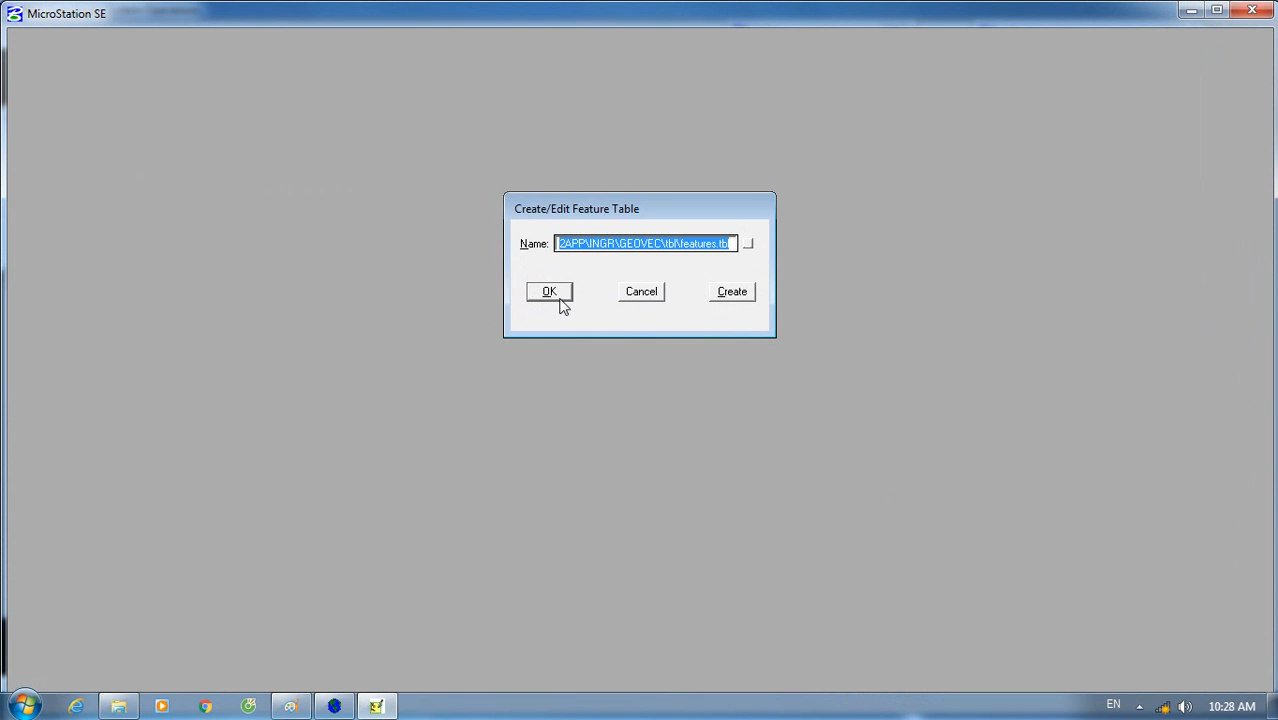 MicroStation SE
Create/Edit Feature Table
Name: 2APP\INGR\GEOVEC\tbl\features.tb
OK Cancel Create
EN 10:28 AM